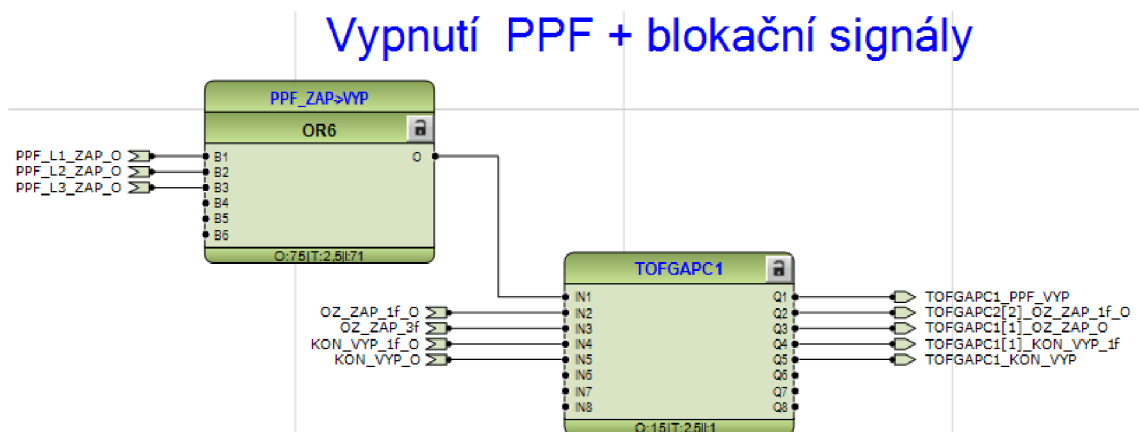 Vypnutí PPF + blokační signály
PPF_ZAP->VYP
OR6
PPF_L1_ZAP_O B1 O
PPF_L2_ZAP_O B2
PPF_L3_ZAP_O B3
B4
B5
B6
O:75|T:2,5|I:71
TOFGAPC1
IN1 Q1 TOFGAPC1_PPF_VYP
OZ_ZAP_1f_O IN2 Q2 TOFGAPC2[2]_OZ_ZAP_1f_O
OZ_ZAP_3f IN3 Q3 TOFGAPC1[1]_OZ_ZAP_O
KON_VYP_1f_O IN4 Q4 TOFGAPC1[1]_KON_VYP_1f
KON_VYP_O IN5 Q5 TOFGAPC1_KON_VYP
IN6 Q6
IN7 Q7
IN8 Q8
O:15|T:2,5|I:1